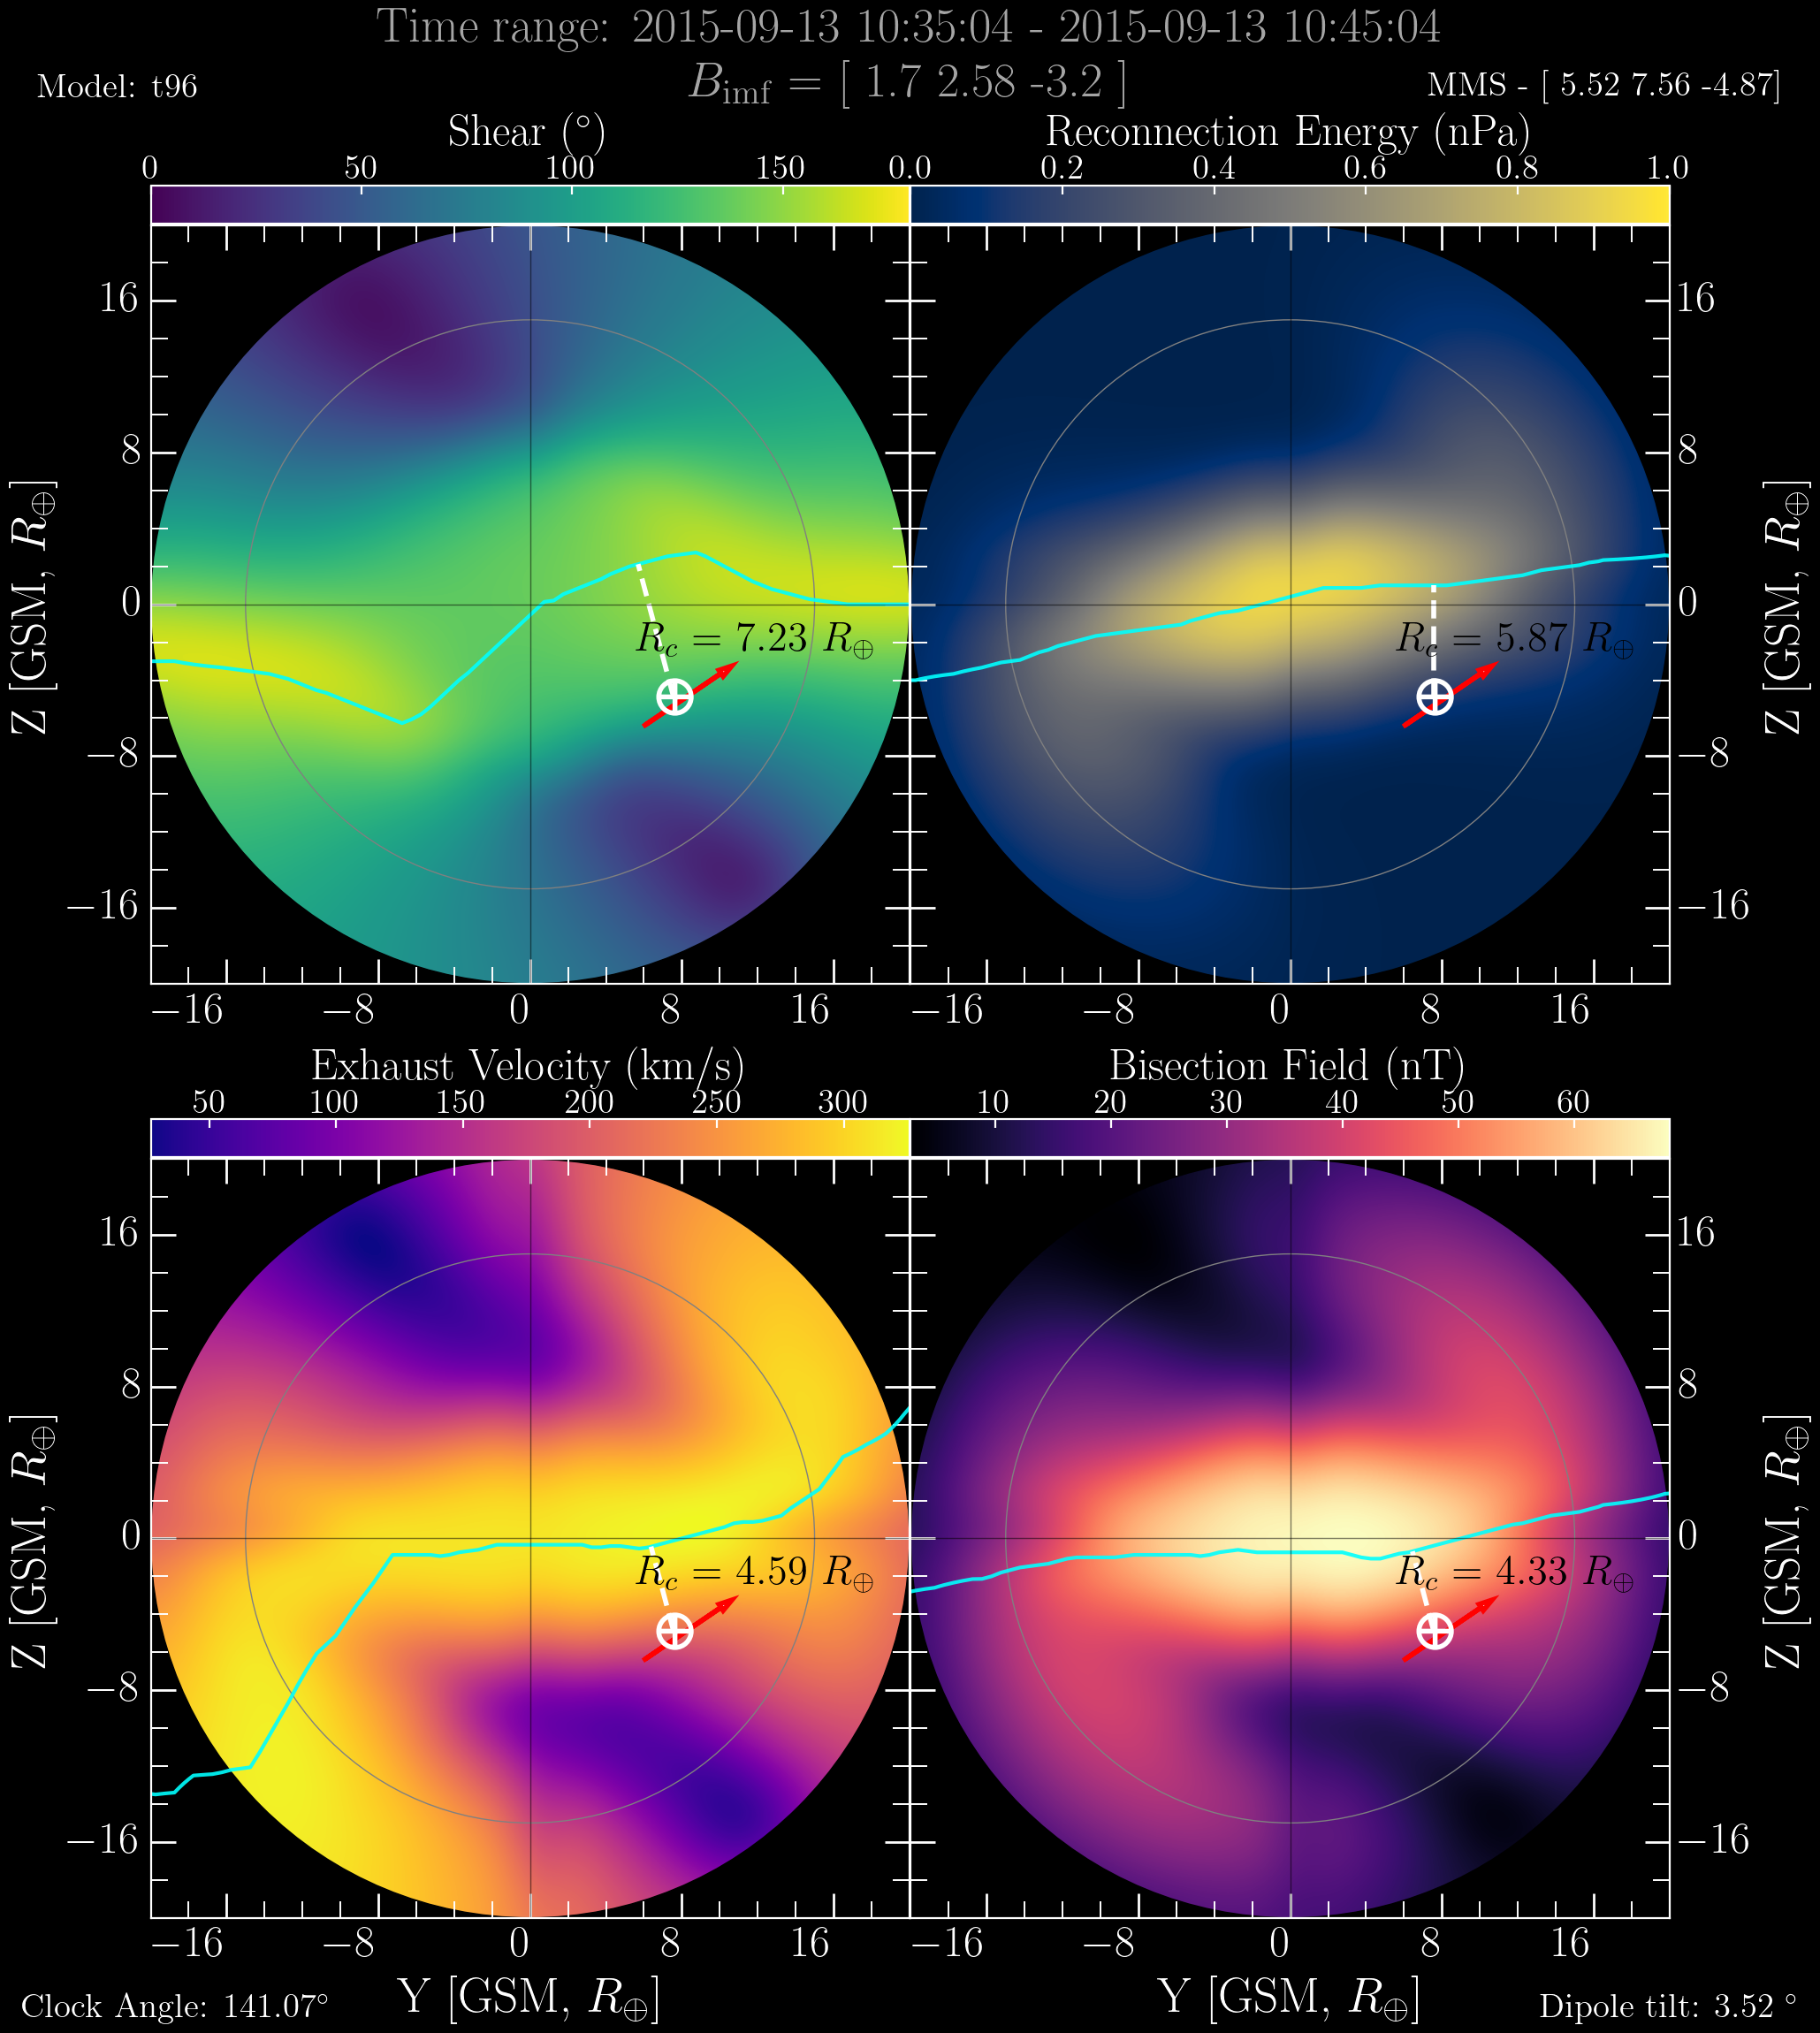 Time range: 2015-09-13 10:35:04 - 2015-09-13 10:45:04
Model: t96
B_imf = [ 1.7 2.58 -3.2 ]
MMS - [ 5.52 7.56 -4.87]
Shear (°)
Reconnection Energy (nPa)
0 50 100 150
0.0 0.2 0.4 0.6 0.8 1.0
16 8 0 −8 −16
Z [GSM, R⊕]
R_c = 7.23 R⊕
R_c = 5.87 R⊕
16 8 0 −8 −16
Z [GSM, R⊕]
−16 −8 0 8 16
−16 −8 0 8 16
Exhaust Velocity (km/s)
Bisection Field (nT)
50 100 150 200 250 300
10 20 30 40 50 60
16 8 0 −8 −16
Z [GSM, R⊕]
R_c = 4.59 R⊕
R_c = 4.33 R⊕
16 8 0 −8 −16
Z [GSM, R⊕]
−16 −8 0 8 16
−16 −8 0 8 16
Y [GSM, R⊕]
Y [GSM, R⊕]
Clock Angle: 141.07°
Dipole tilt: 3.52 °